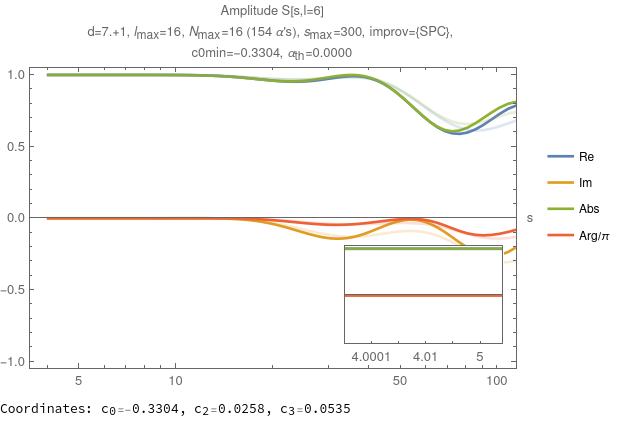 Amplitude S[s,l=6]
d=7.+1, lmax=16, Nmax=16 (154 α's), smax=300, improv={SPC},
c0min=-0.3304, αth=0.0000
1.0
0.5
0.0
-0.5
-1.0
s
Re
Im
Abs
Arg/π
4.0001 4.01 5
5 10 50 100
Coordinates: c0=-0.3304, c2=0.0258, c3=0.0535